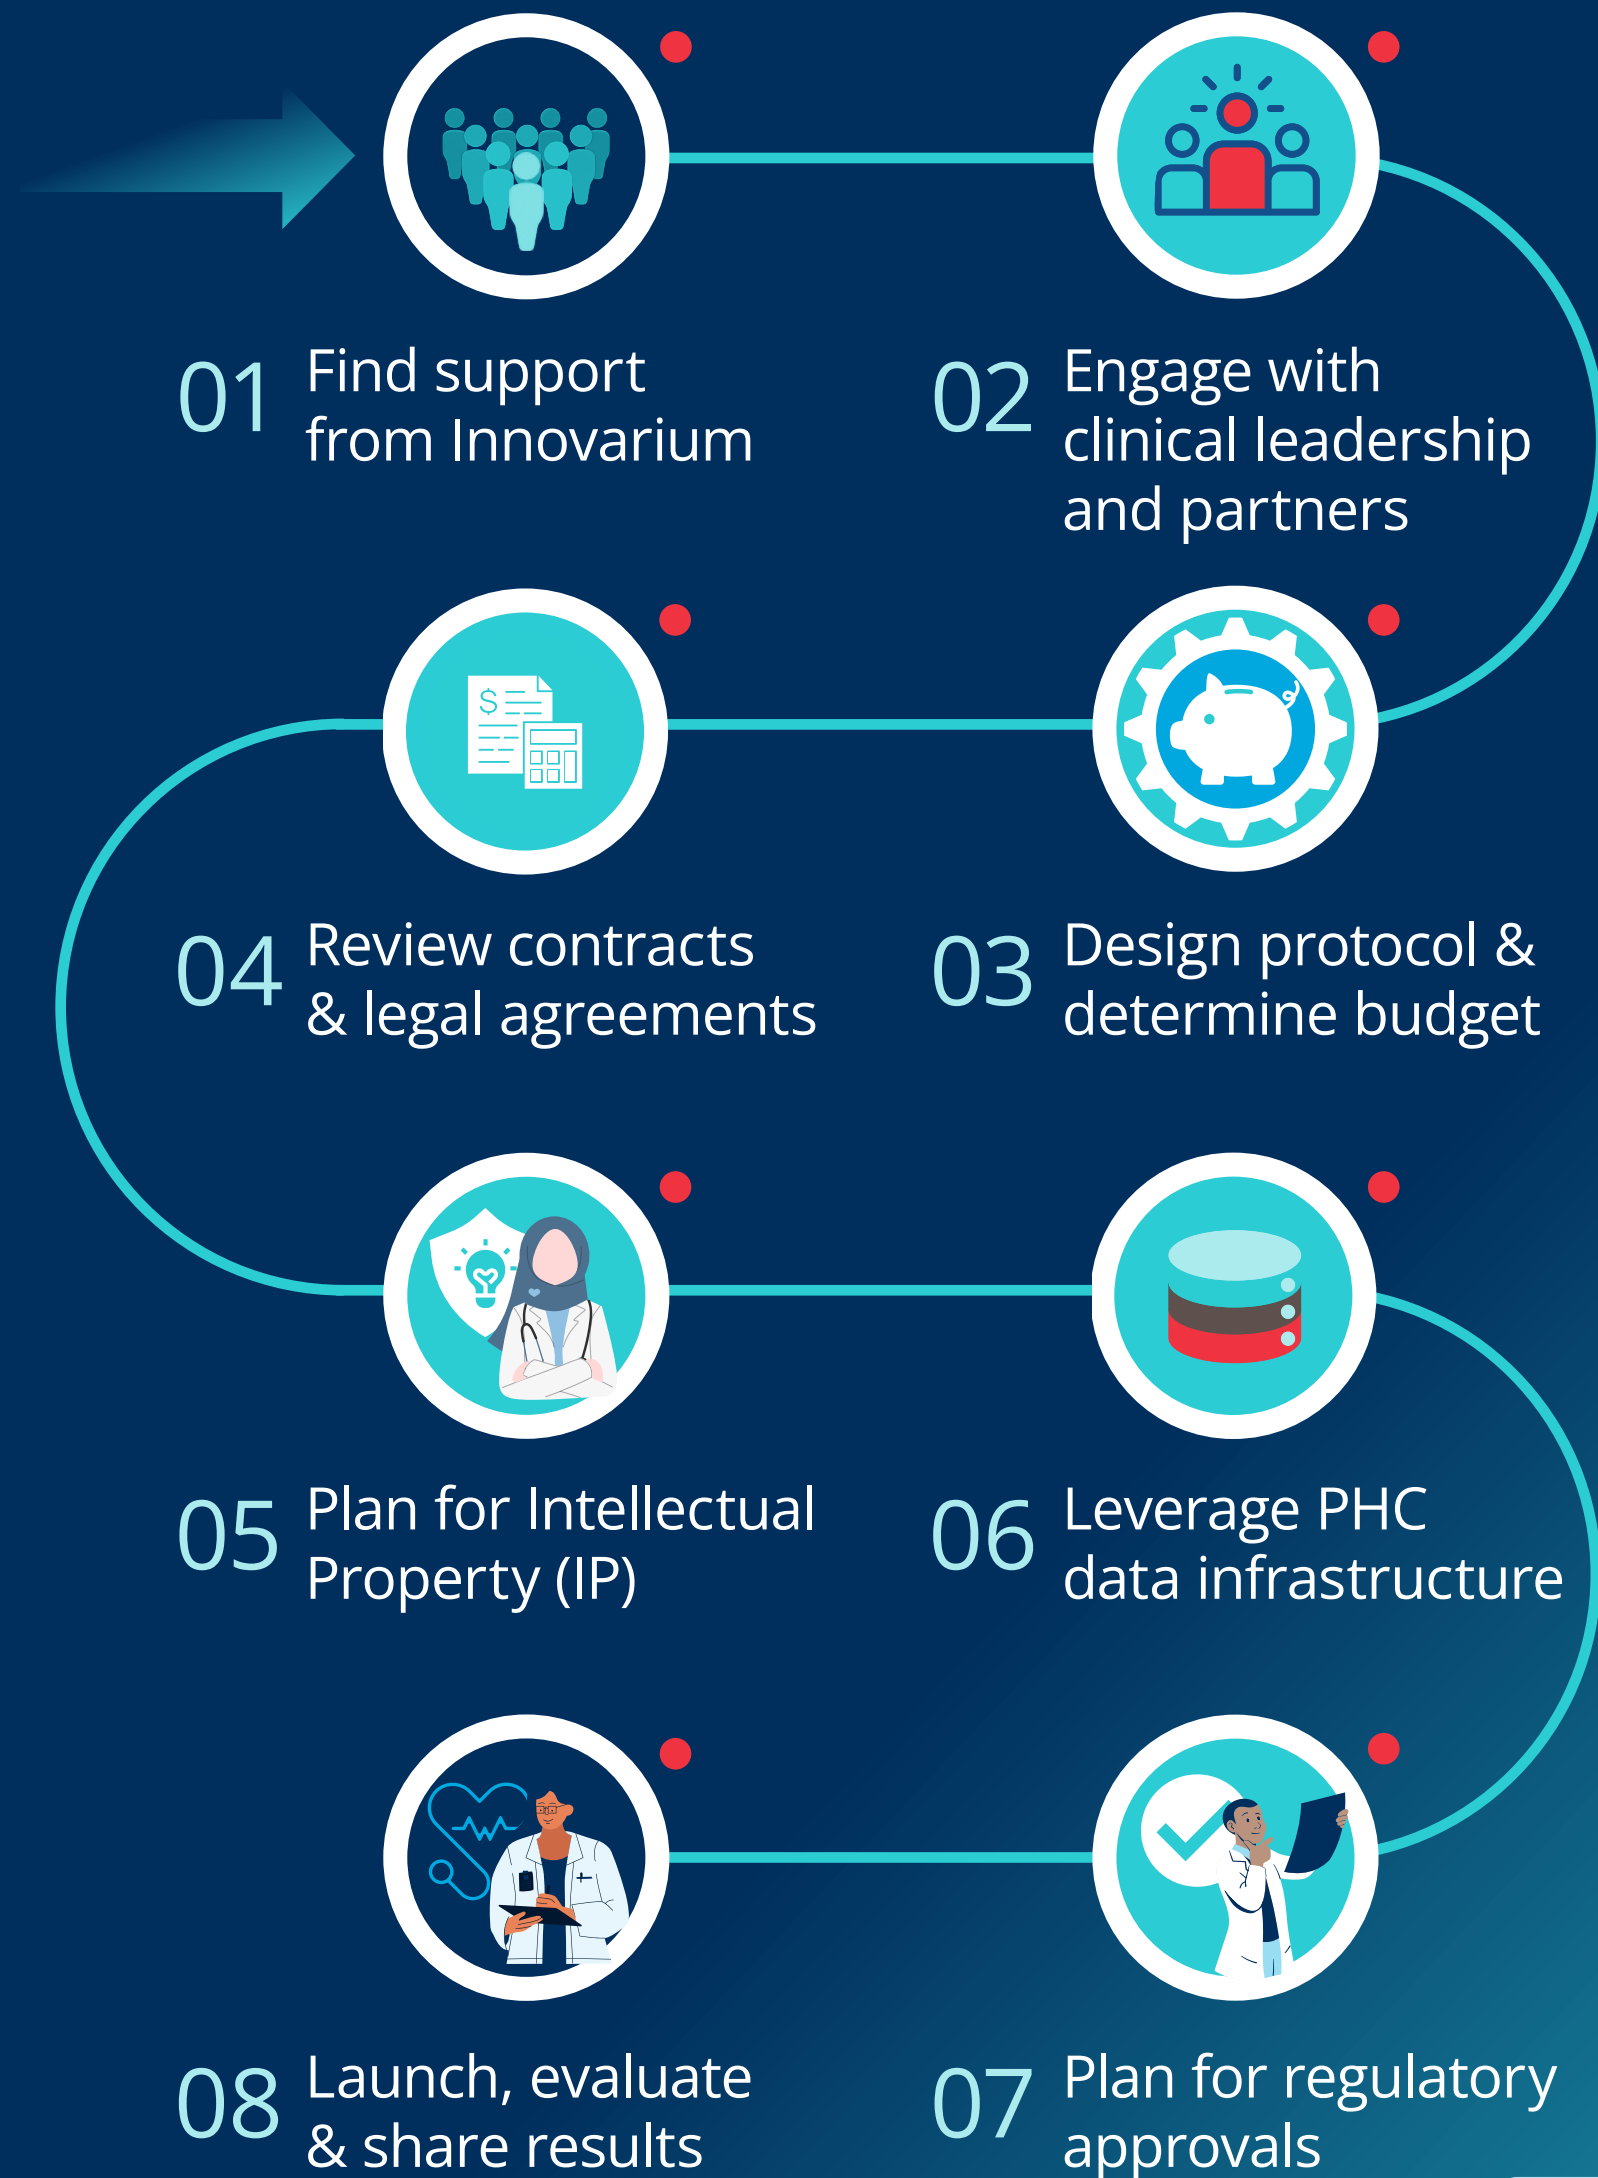 01 Find support
from Innovarium
02 Engage with
clinical leadership
and partners
03 Design protocol &
determine budget
04 Review contracts
& legal agreements
$
05 Plan for Intellectual
Property (IP)
06 Leverage PHC
data infrastructure
07 Plan for regulatory
approvals
08 Launch, evaluate
& share results